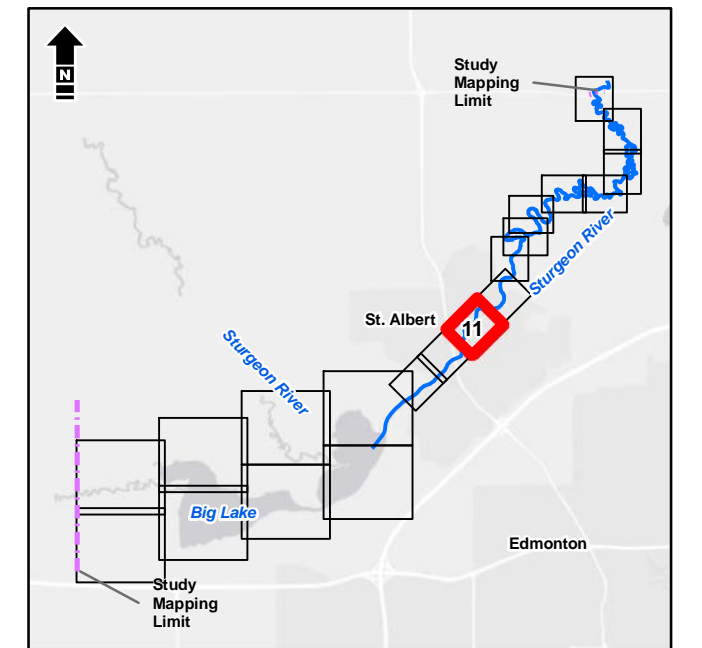 N
Study
Mapping
Limit
Sturgeon River
St. Albert
11
Sturgeon River
Big Lake
Edmonton
Study
Mapping
Limit